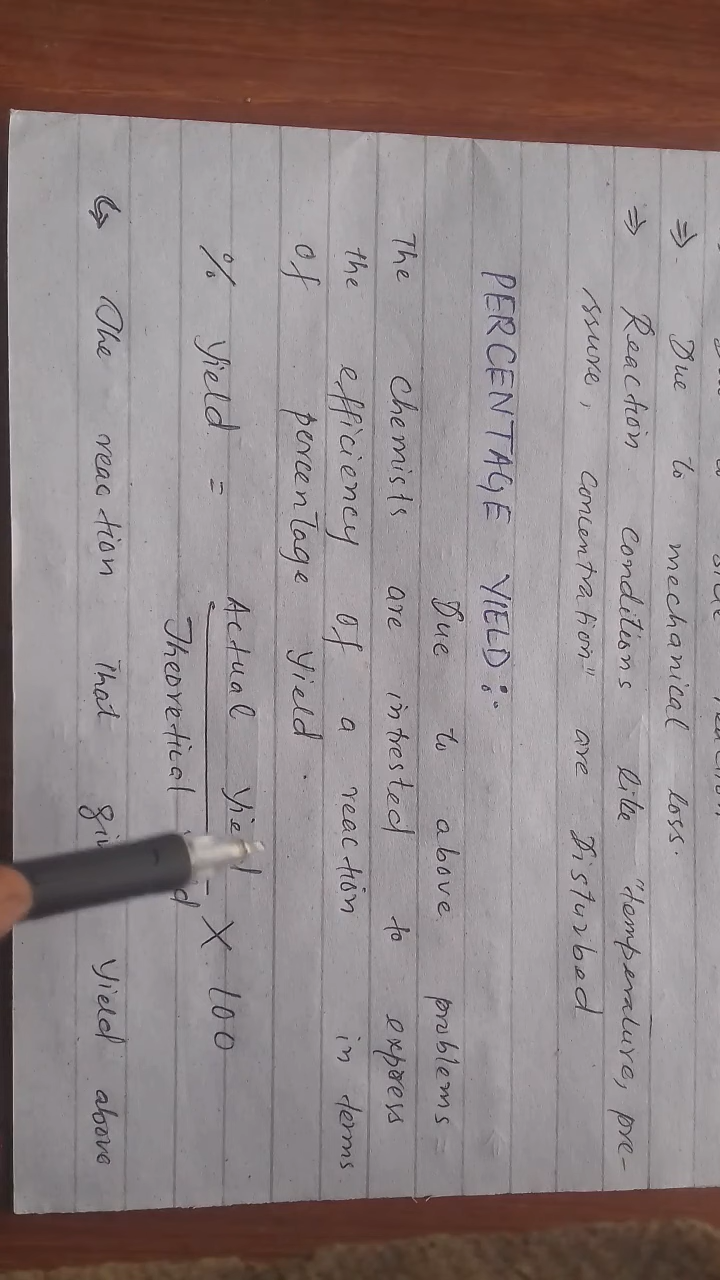 ⇒ Due to mechanical loss.
⇒ Reaction conditions like "temperature, pre-
ssure, concentration" are Disturbed
PERCENTAGE YIELD:·
Due to above problems
The chemists are intrested to express
the efficiency of a reaction in terms
of percentage yield.
% Yield = Actual Yield / Theoretical × 100
↳ The reaction that yield above